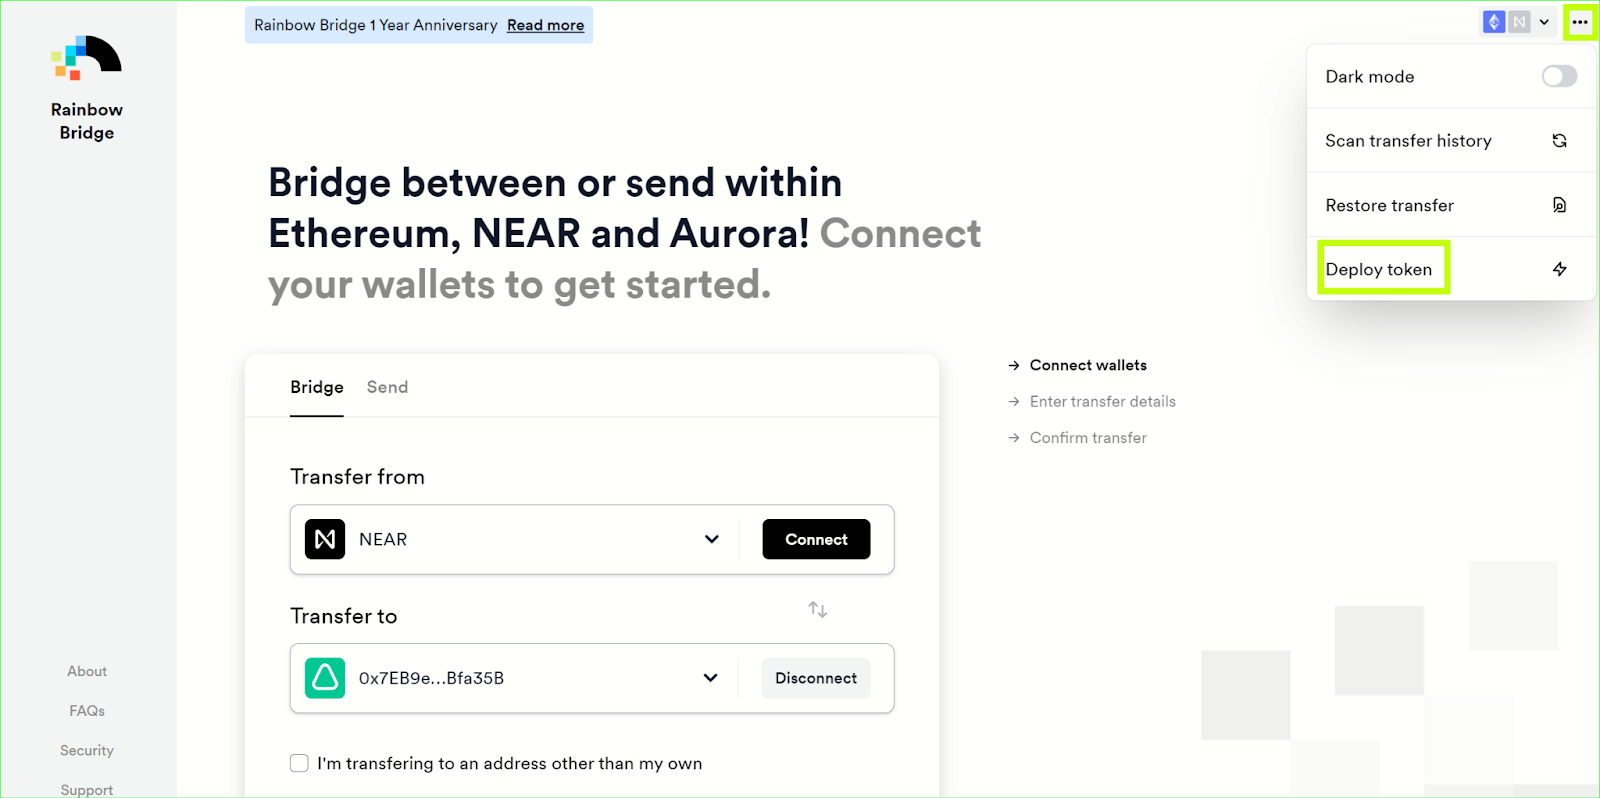 Rainbow Bridge 1 Year Anniversary Read more
Rainbow
Bridge
Dark mode
Scan transfer history
Restore transfer
Deploy token
Bridge between or send within
Ethereum, NEAR and Aurora! Connect
your wallets to get started.
Bridge Send
Transfer from
NEAR
Connect
Transfer to
0x7EB9e...Bfa35B
Disconnect
I'm transfering to an address other than my own
Connect wallets
Enter transfer details
Confirm transfer
About
FAQs
Security
Support